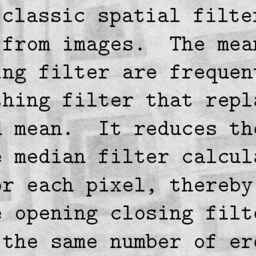 classic spatial filter
from images. The mean
ng filter are frequent
hing filter that repla
mean. It reduces the
median filter calcula
r each pixel, thereby
opening closing filte
the same number of ero